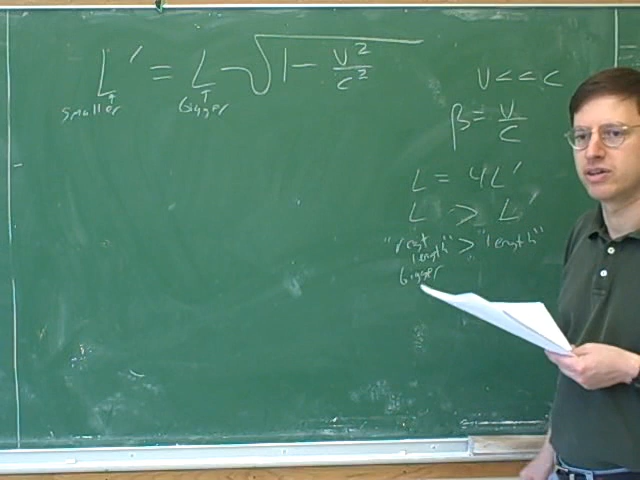 L' = L √1 - v²/c²
smaller bigger
v << c
β = v/c
L = 4L'
L > L'
"rest length" > "length"
bigger